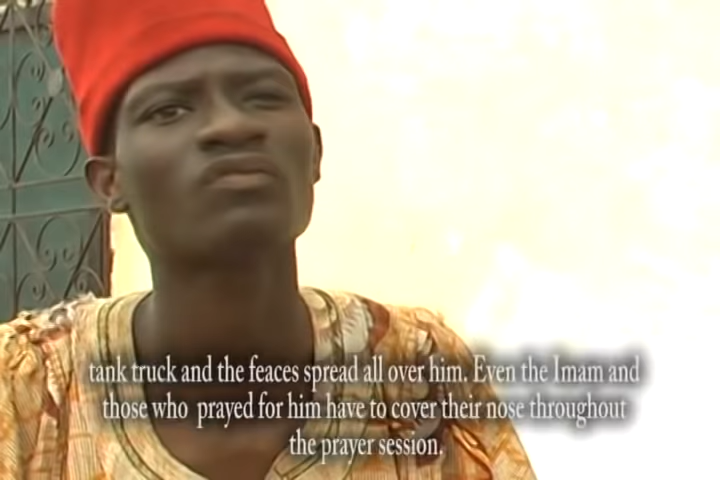 tank truck and the feaces spread all over him. Even the Imam and
those who prayed for him have to cover their nose throughout
the prayer session.